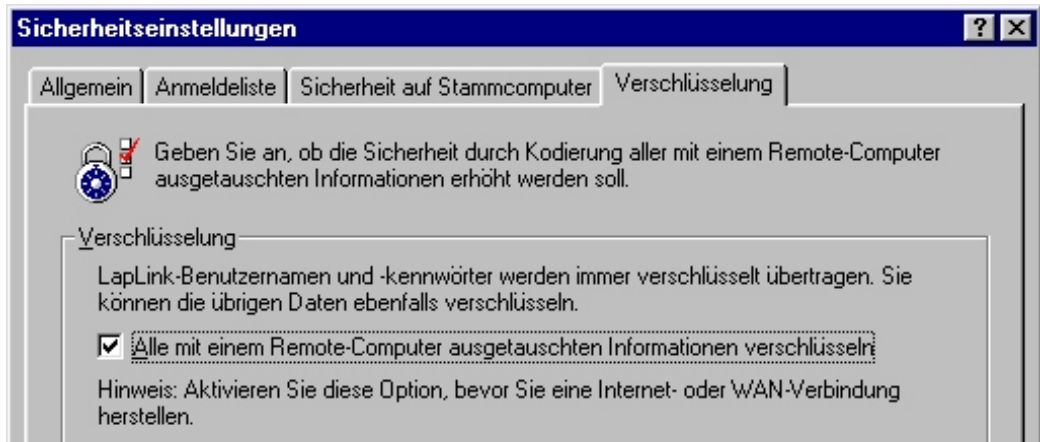 Sicherheitseinstellungen
Allgemein Anmeldeliste Sicherheit auf Stammcomputer Verschlüsselung
Geben Sie an, ob die Sicherheit durch Kodierung aller mit einem Remote-Computer
ausgetauschten Informationen erhöht werden soll.
Verschlüsselung
LapLink-Benutzernamen und -kennwörter werden immer verschlüsselt übertragen. Sie
können die übrigen Daten ebenfalls verschlüsseln.
Alle mit einem Remote-Computer ausgetauschten Informationen verschlüsseln
Hinweis: Aktivieren Sie diese Option, bevor Sie eine Internet- oder WAN-Verbindung
herstellen.